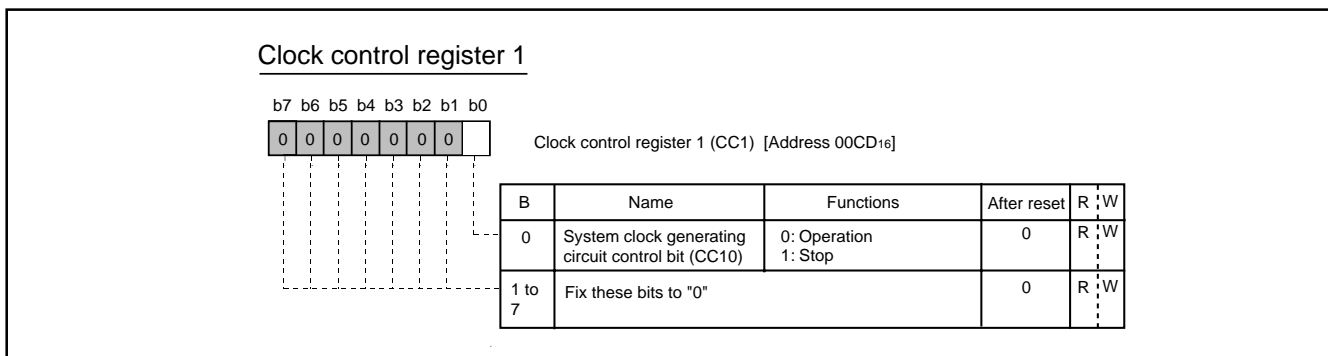 Clock control register 1
b7 b6 b5 b4 b3 b2 b1 b0
0 0 0 0 0 0 0
Clock control register 1 (CC1) [Address 00CD16]
B Name Functions After reset R W
0 System clock generating circuit control bit (CC10) 0: Operation 1: Stop 0 R W
1 to 7 Fix these bits to "0" 0 R W